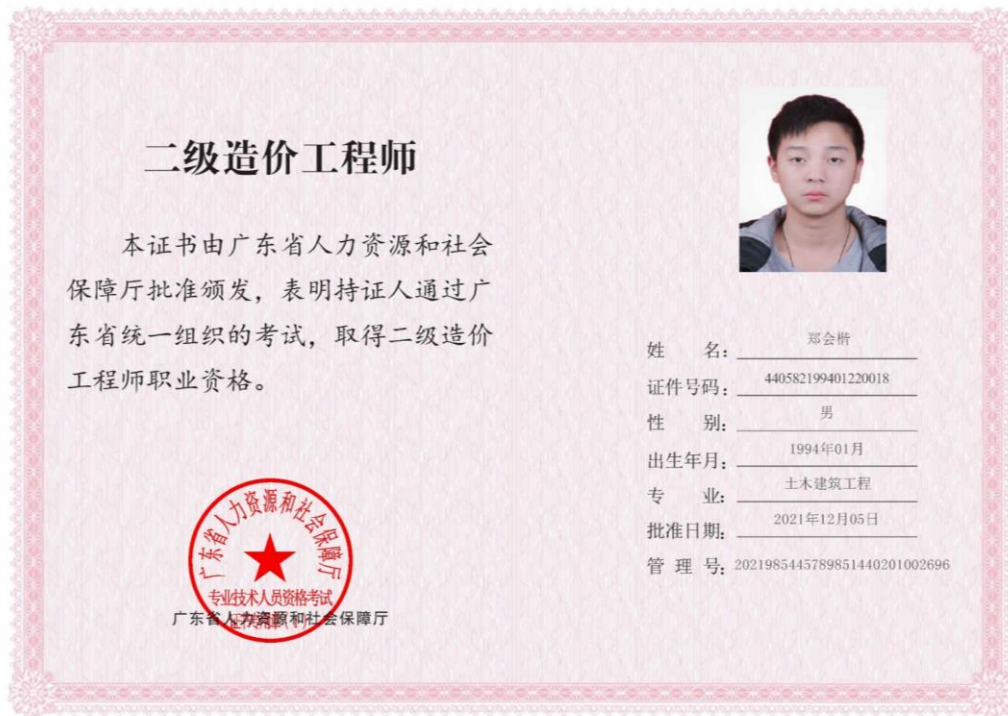 二级造价工程师
本证书由广东省人力资源和社会
保障厅批准颁发，表明持证人通过广
东省统一组织的考试，取得二级造价
工程师职业资格。
姓 名：郑会楷
证件号码：440582199401220018
性 别：男
出生年月：1994年01月
专 业：土木建筑工程
批准日期：2021年12月05日
管 理 号：20219854457898514402010026​96
广东省人力资源和社会保障厅
专业技术人员资格考试
广东省人力资源和社会保障厅